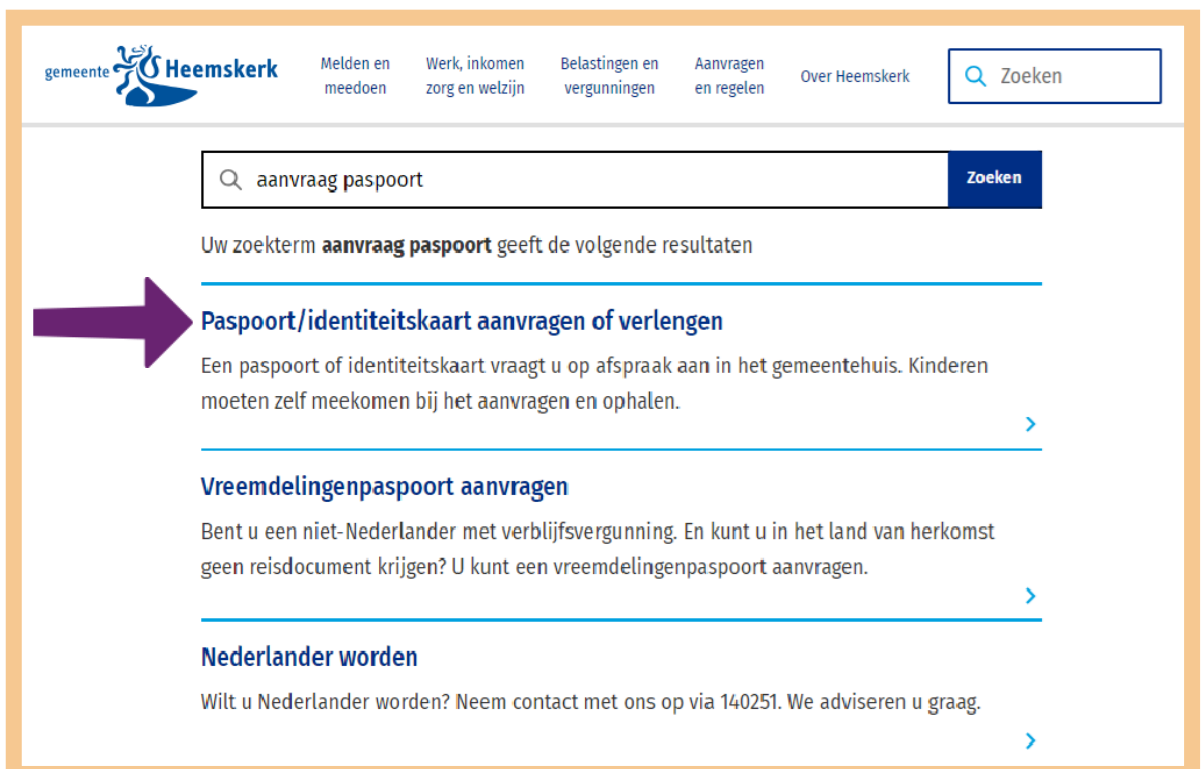 gemeente Heemskerk
Melden en
meedoen
Werk, inkomen
zorg en welzijn
Belastingen en
vergunningen
Aanvragen
en regelen
Over Heemskerk
Zoeken
aanvraag paspoort
Zoeken
Uw zoekterm aanvraag paspoort geeft de volgende resultaten
Paspoort/identiteitskaart aanvragen of verlengen
Een paspoort of identiteitskaart vraagt u op afspraak aan in het gemeentehuis. Kinderen
moeten zelf meekomen bij het aanvragen en ophalen.
Vreemdelingenpaspoort aanvragen
Bent u een niet-Nederlander met verblijfsvergunning. En kunt u in het land van herkomst
geen reisdocument krijgen? U kunt een vreemdelingenpaspoort aanvragen.
Nederlander worden
Wilt u Nederlander worden? Neem contact met ons op via 140251. We adviseren u graag.